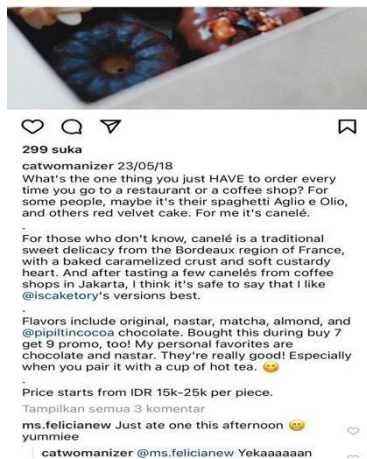 299 suka
catwomanizer 23/05/18
What's the one thing you just HAVE to order every
time you go to a restaurant or a coffee shop? For
some people, maybe it's their spaghetti Aglio e Olio,
and others red velvet cake. For me it's canelé.
.
For those who don't know, canelé is a traditional
sweet delicacy from the Bordeaux region of France,
with a baked caramelized crust and soft custardy
heart. And after tasting a few canelés from coffee
shops in Jakarta, I think it's safe to say that I like
@iscaketory's versions best.
.
Flavors include original, nastar, matcha, almond, and
@pipiltincocoa chocolate. Bought this during buy 7
get 9 promo, too! My personal favorites are
chocolate and nastar. They're really good! Especially
when you pair it with a cup of hot tea. 😋
.
Price starts from IDR 15k-25k per piece.
Tampilkan semua 3 komentar
ms.felicianew Just ate one this afternoon 😋
yummiee
catwomanizer @ms.felicianew Yekaaaaaan